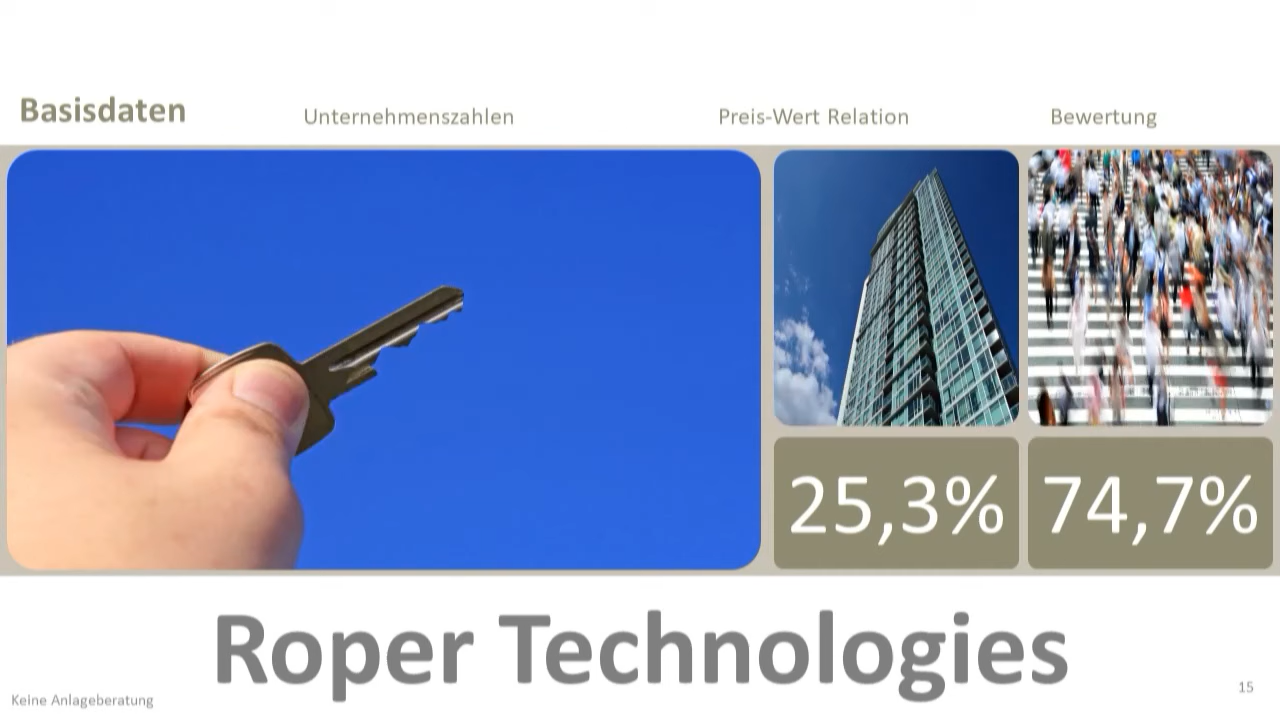 Basisdaten
Unternehmenszahlen
Preis-Wert Relation
Bewertung
25,3%
74,7%
Roper Technologies
Keine Anlageberatung
15